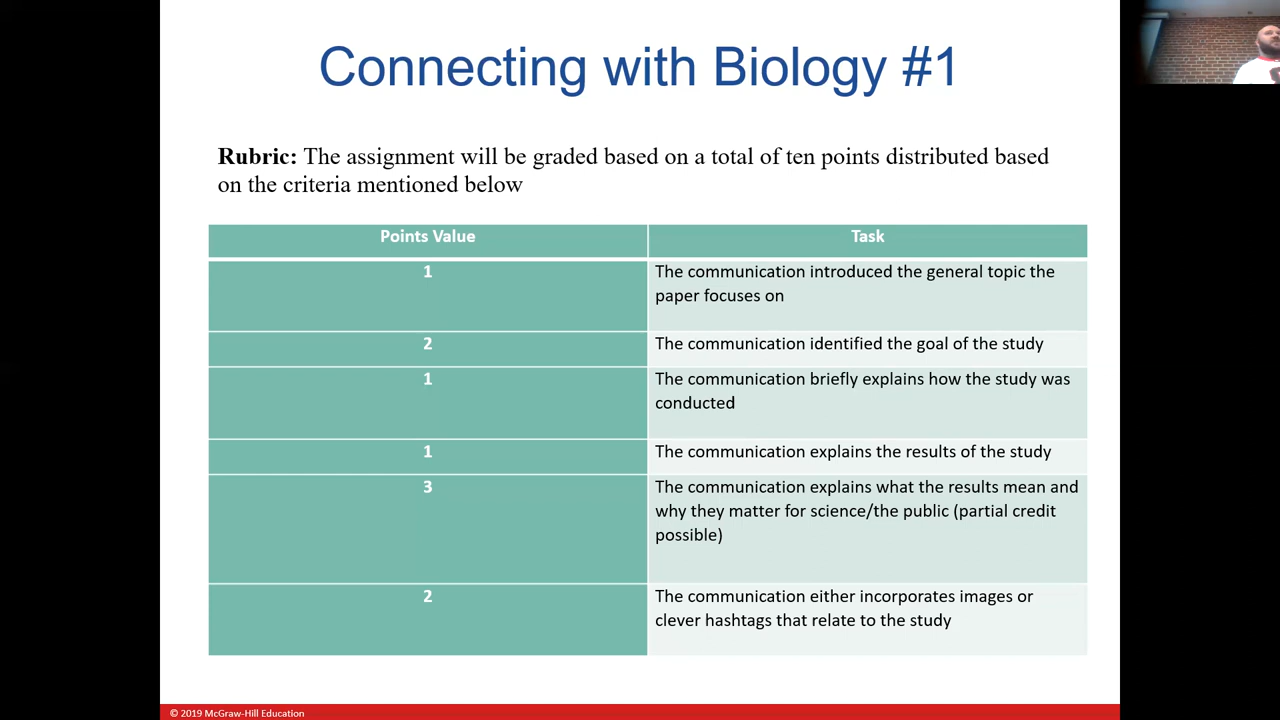 Connecting with Biology #1
Rubric: The assignment will be graded based on a total of ten points distributed based
on the criteria mentioned below
Points Value
Task
1
The communication introduced the general topic the
paper focuses on
2
The communication identified the goal of the study
1
The communication briefly explains how the study was
conducted
1
The communication explains the results of the study
3
The communication explains what the results mean and
why they matter for science/the public (partial credit
possible)
2
The communication either incorporates images or
clever hashtags that relate to the study
© 2019 McGraw-Hill Education